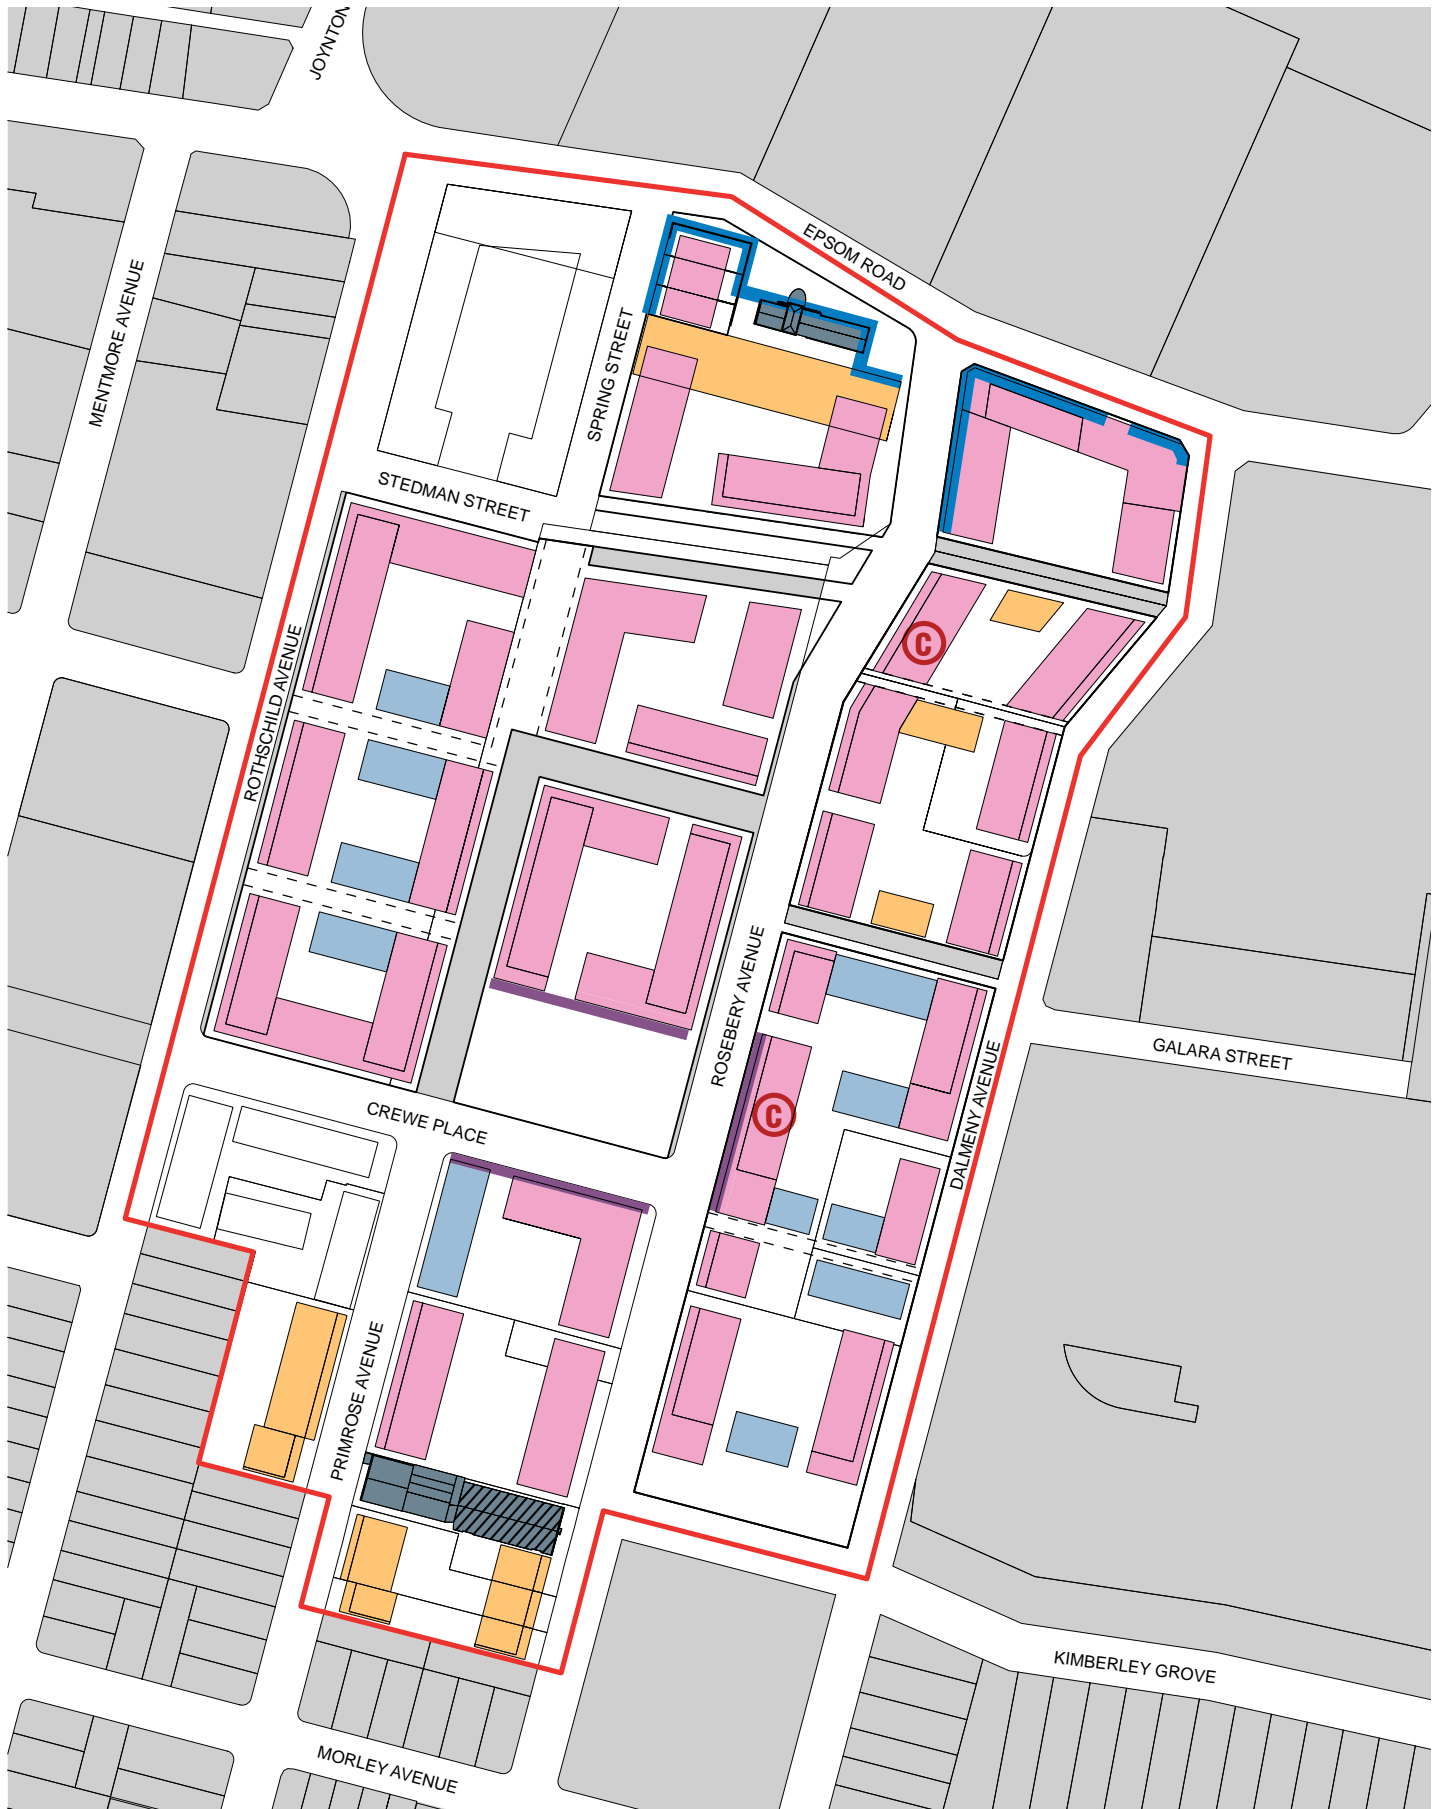 JOYNTON
EPSOM ROAD
MENTMORE AVENUE
SPRING STREET
STEDMAN STREET
C
ROTHSCHILD AVENUE
ROSEBERY AVENUE
GALARA STREET
DALMENY AVENUE
C
CREWE PLACE
PRIMROSE AVENUE
KIMBERLEY GROVE
MORLEY AVENUE